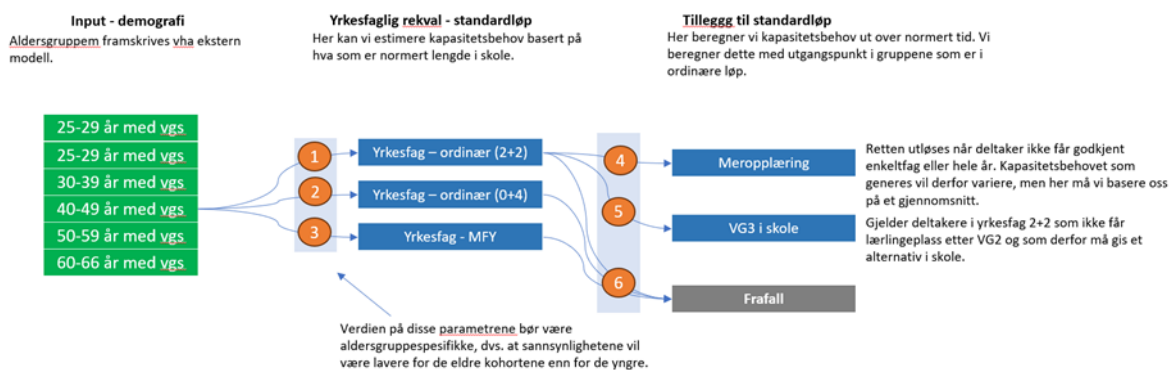 Input - demografi
Aldersgruppem framskrives vha ekstern
modell.
Yrkesfaglig rekval - standardløp
Her kan vi estimere kapasitetsbehov basert på
hva som er normert lengde i skole.
Tilleggg til standardløp
Her beregner vi kapasitetsbehov ut over normert tid. Vi
beregner dette med utgangspunkt i gruppene som er i
ordinære løp.
25-29 år med vgs
25-29 år med vgs
30-39 år med vgs
40-49 år med vgs
50-59 år med vgs
60-66 år med vgs
1
2
3
Yrkesfag – ordinær (2+2)
Yrkesfag – ordinær (0+4)
Yrkesfag - MFY
4
5
6
Meropplæring
VG3 i skole
Frafall
Retten utløses når deltaker ikke får godkjent
enkeltfag eller hele år. Kapasitetsbehovet som
generes vil derfor variere, men her må vi basere oss
på et gjennomsnitt.
Gjelder deltakere i yrkesfag 2+2 som ikke får
lærlingeplass etter VG2 og som derfor må gis et
alternativ i skole.
Verdien på disse parametrene bør være
aldersgruppespesifikke, dvs. at sannsynlighetene vil
være lavere for de eldre kohortene enn for de yngre.